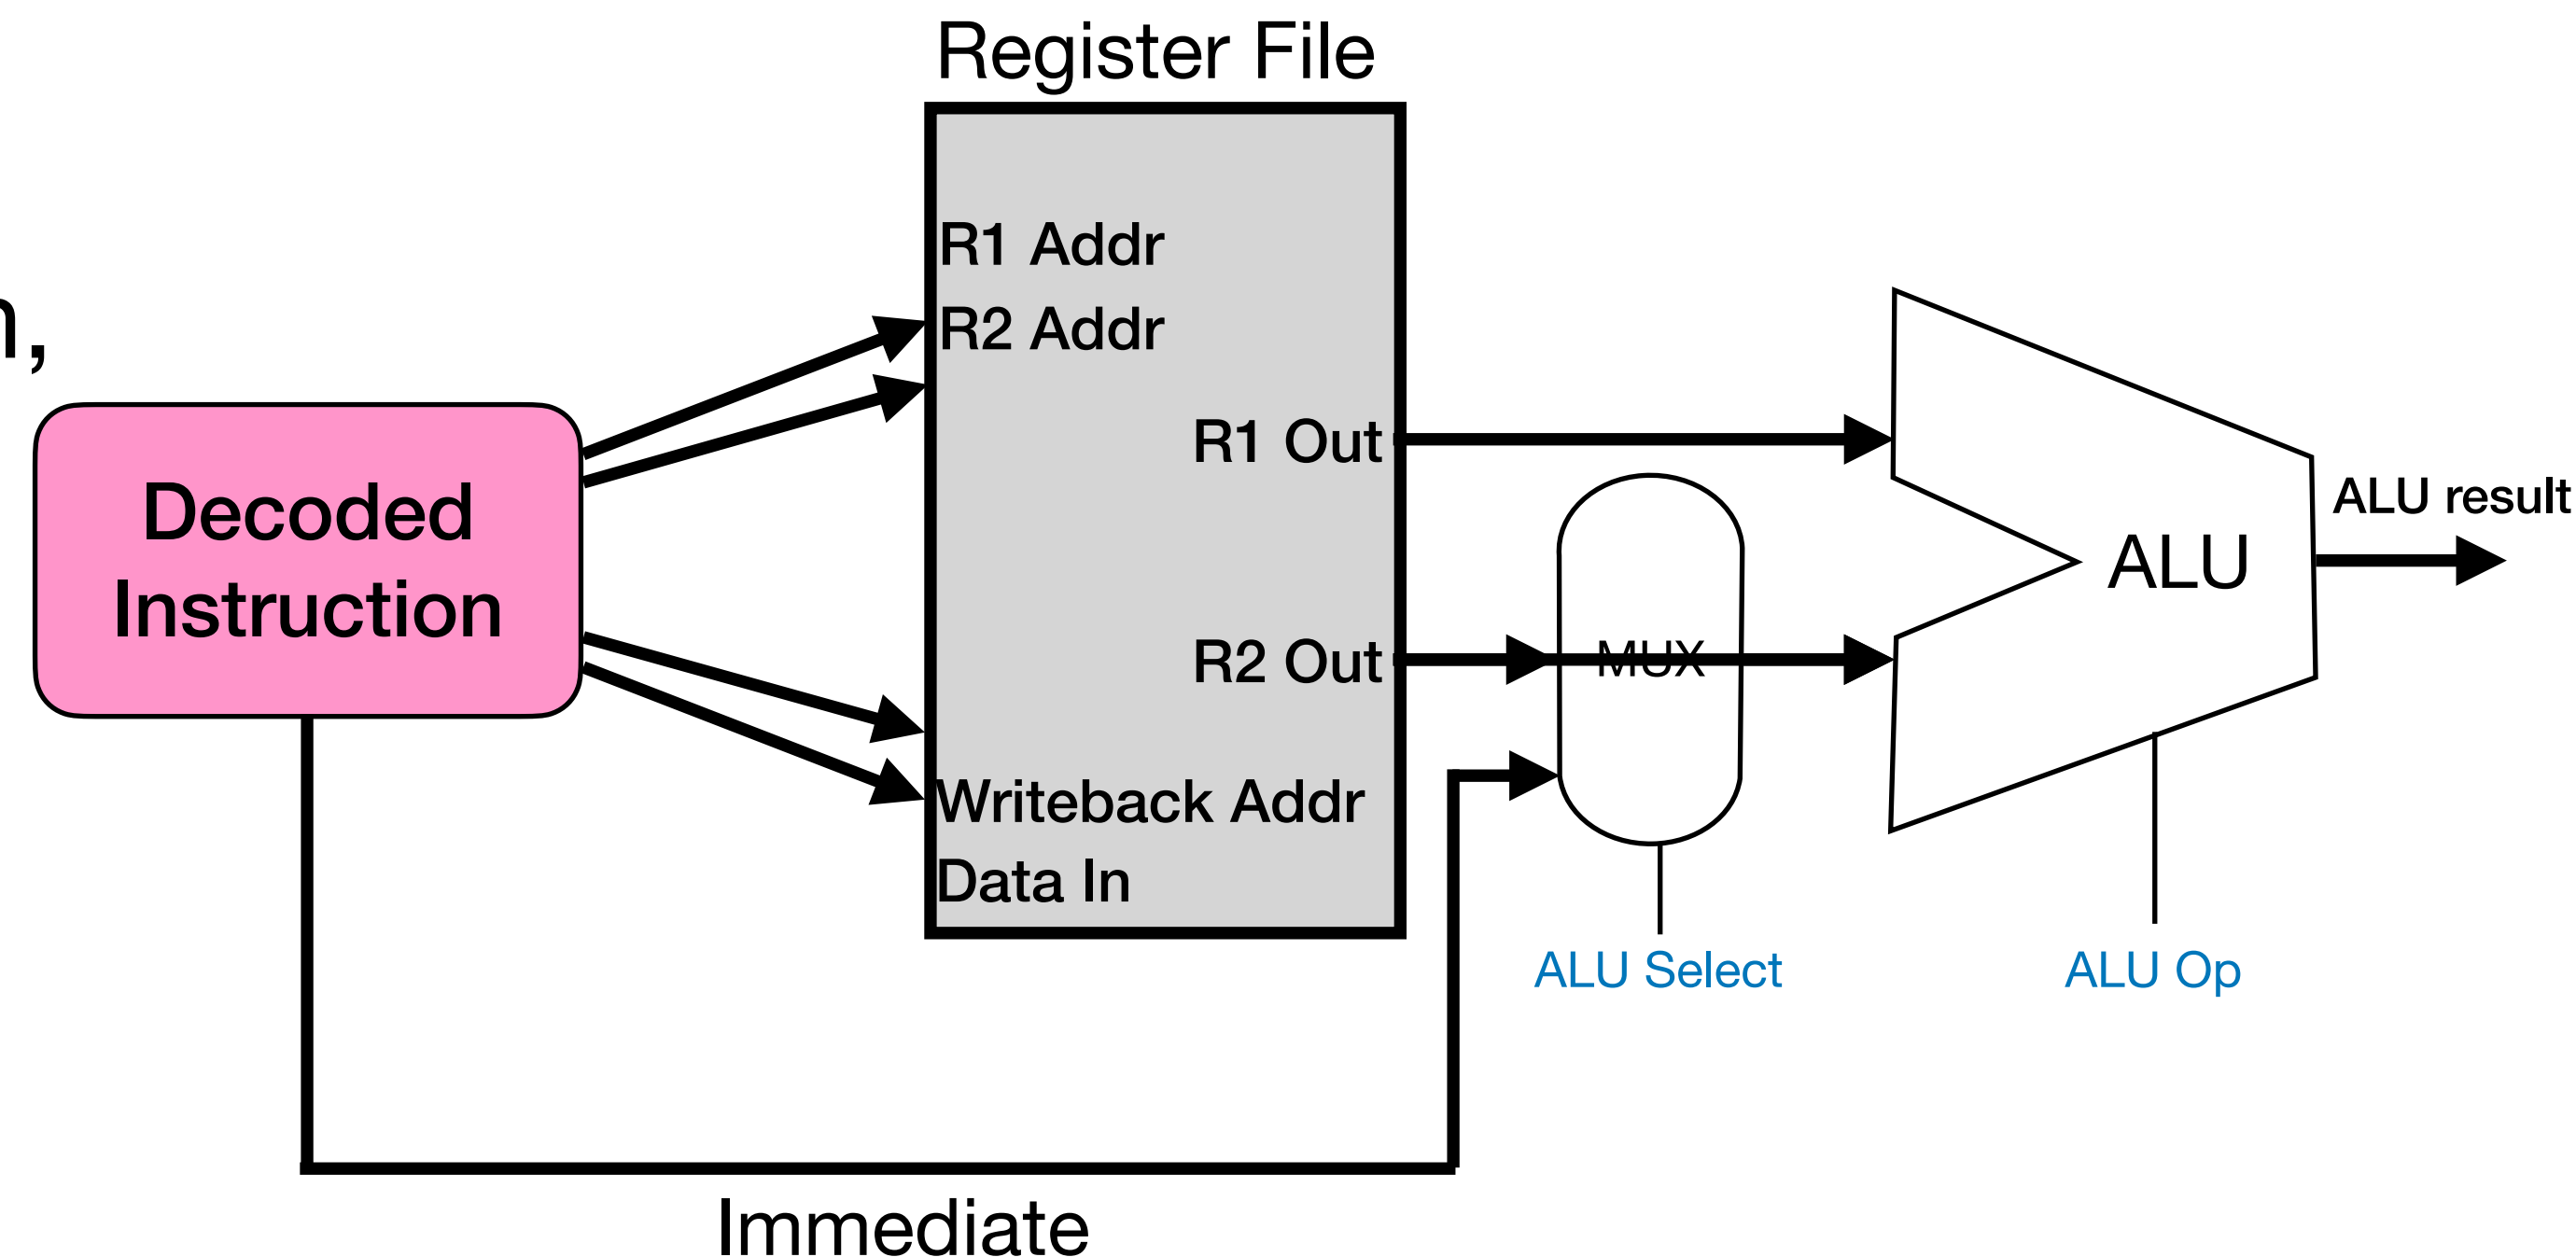 Register File
R1 Addr
R2 Addr
n,
R1 Out
Decoded
Instruction
ALU result
ALU
R2 Out
MUX
Writeback Addr
Data In
ALU Select
ALU Op
Immediate